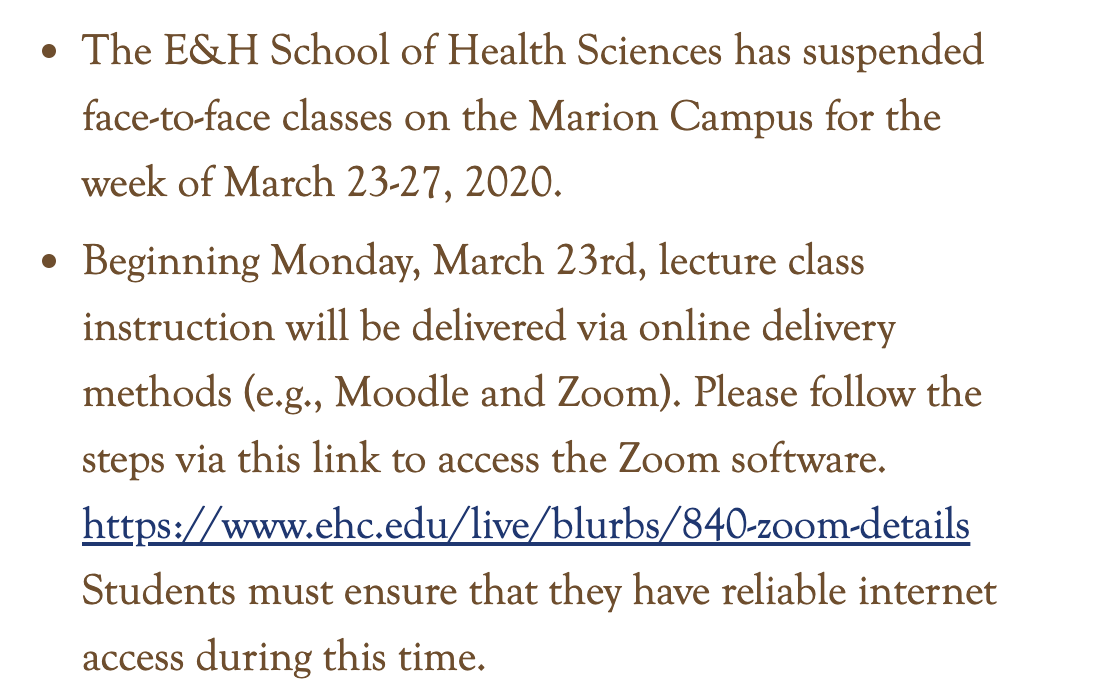 • The E&H School of Health Sciences has suspended
face-to-face classes on the Marion Campus for the
week of March 23-27, 2020.
• Beginning Monday, March 23rd, lecture class
instruction will be delivered via online delivery
methods (e.g., Moodle and Zoom). Please follow the
steps via this link to access the Zoom software.
https://www.ehc.edu/live/blurbs/840-zoom-details
Students must ensure that they have reliable internet
access during this time.